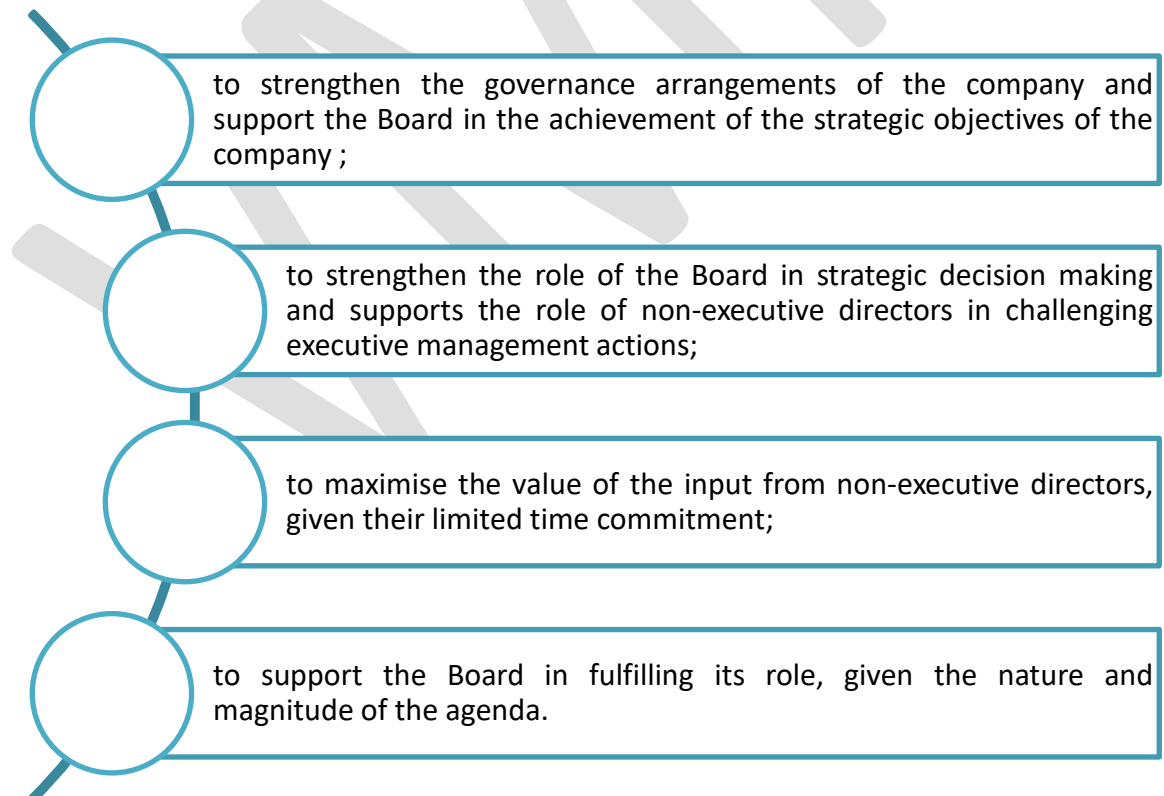 to strengthen the governance arrangements of the company and
support the Board in the achievement of the strategic objectives of the
company ;
to strengthen the role of the Board in strategic decision making
and supports the role of non-executive directors in challenging
executive management actions;
to maximise the value of the input from non-executive directors,
given their limited time commitment;
to support the Board in fulfilling its role, given the nature and
magnitude of the agenda.